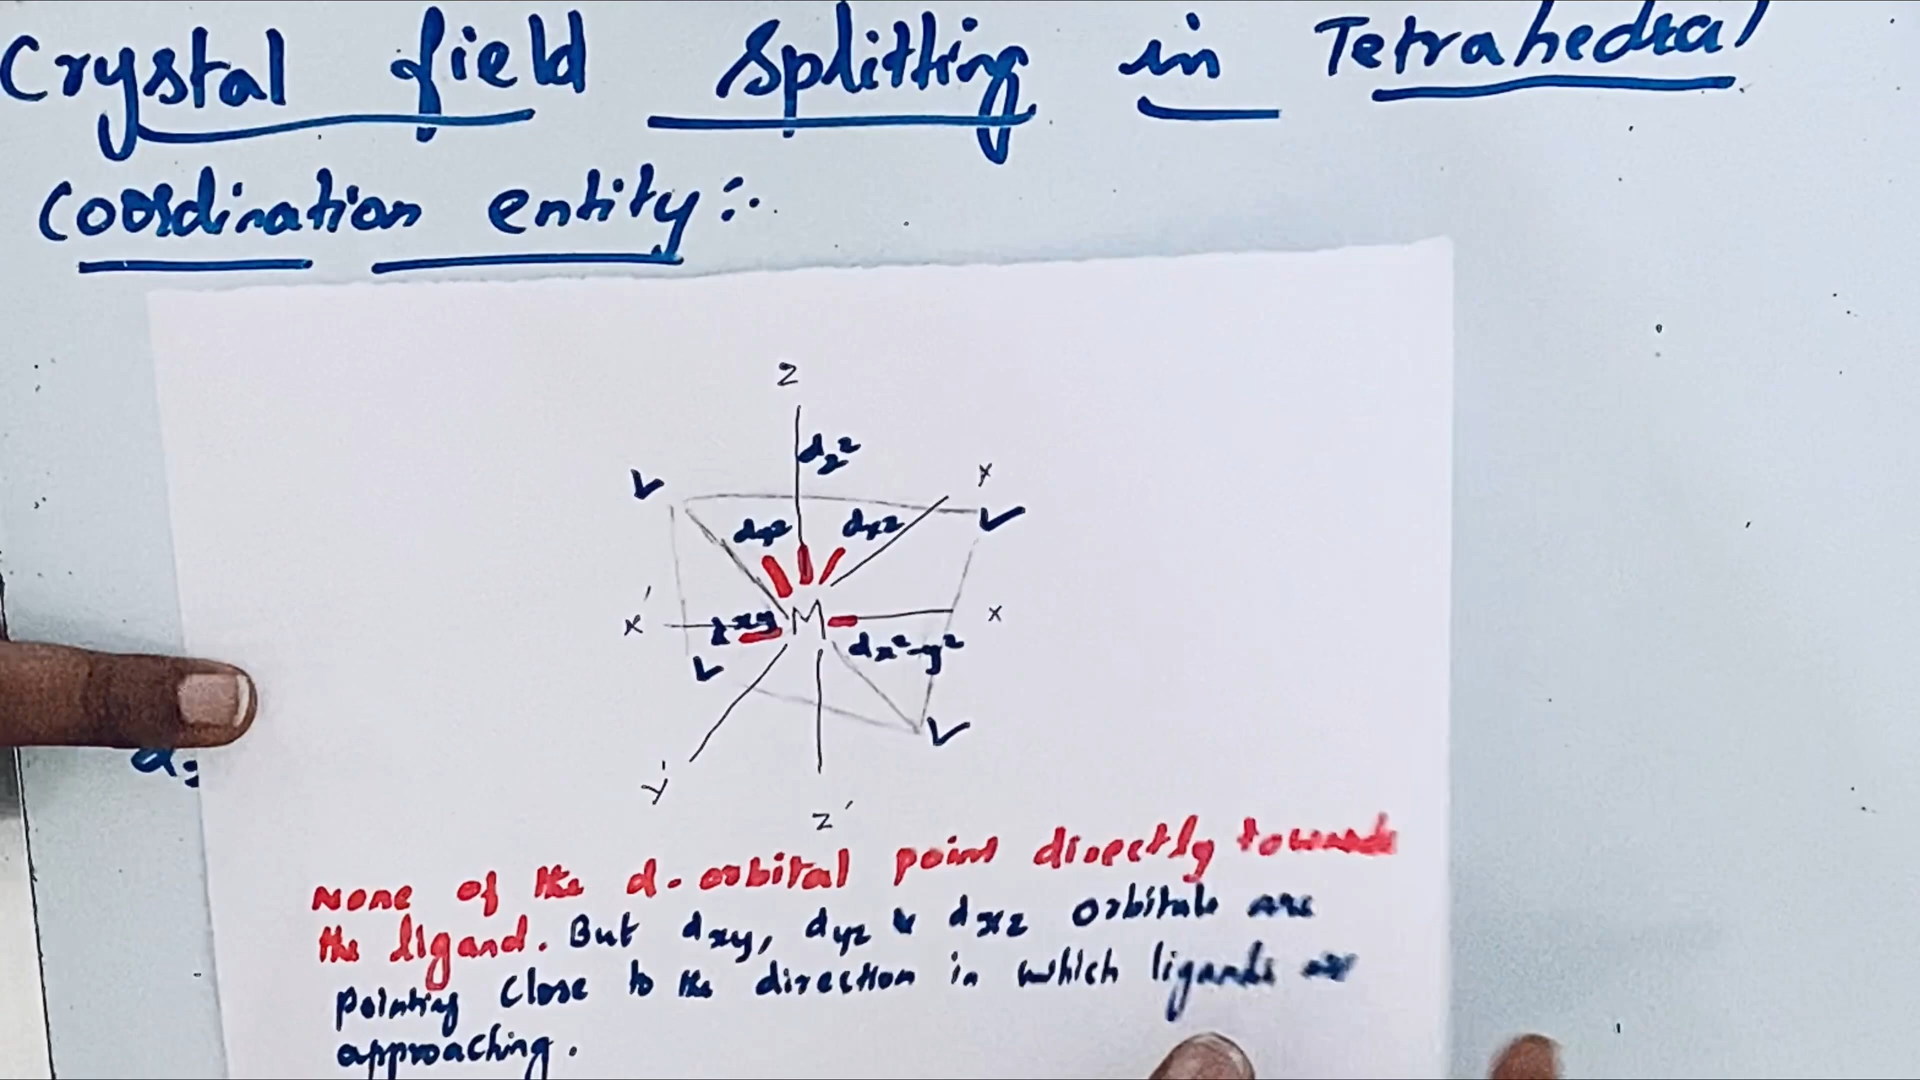 Crystal field splitting in Tetrahedral
Coordination entity:-
z
dz²
y
L
L
dyz
dxz
x'
dxy
M
x
dx²-y²
L
L
y'
z'
None of the d-orbital point directly towards
the ligand. But dxy, dyz & dxz orbitals are
pointing close to the direction in which ligands are
approaching.